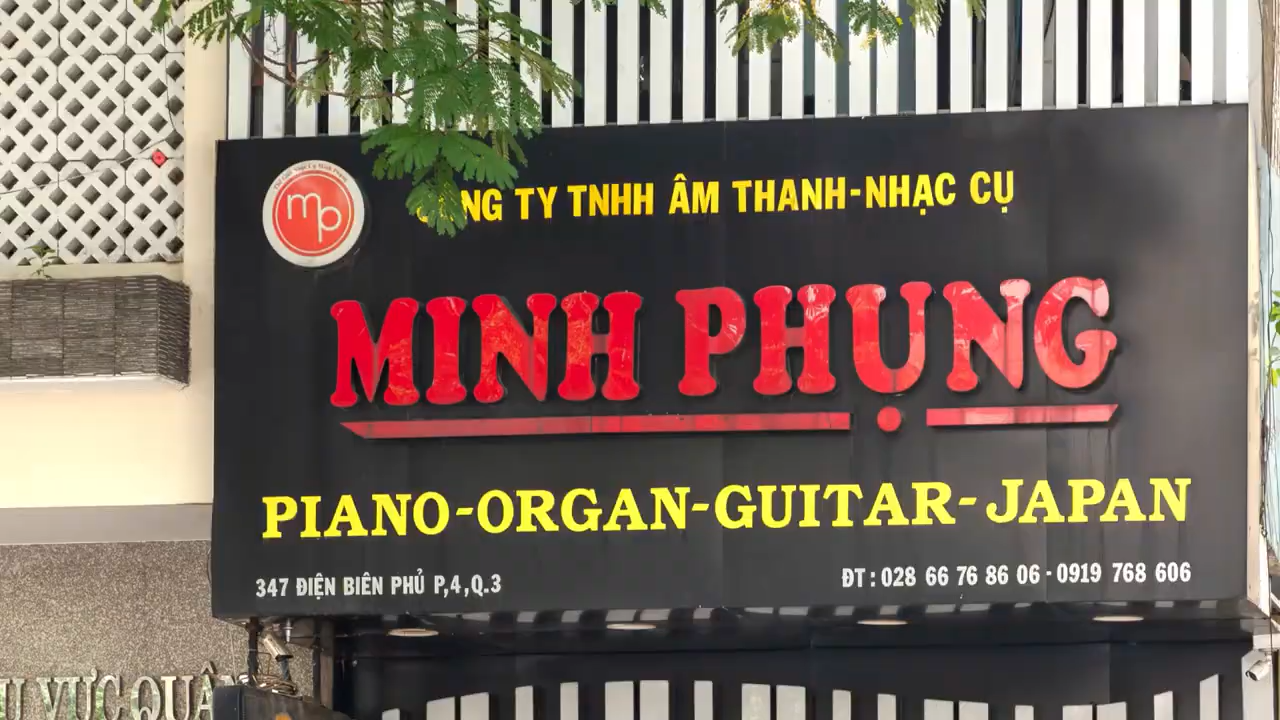 mp
TY TNHH ÂM THANH-NHẠC CỤ
MINH PHỤNG
PIANO-ORGAN-GUITAR-JAPAN
347 ĐIỆN BIÊN PHỦ P,4,Q.3
ĐT : 028 66 76 86 06 - 0919 768 606
VỰC